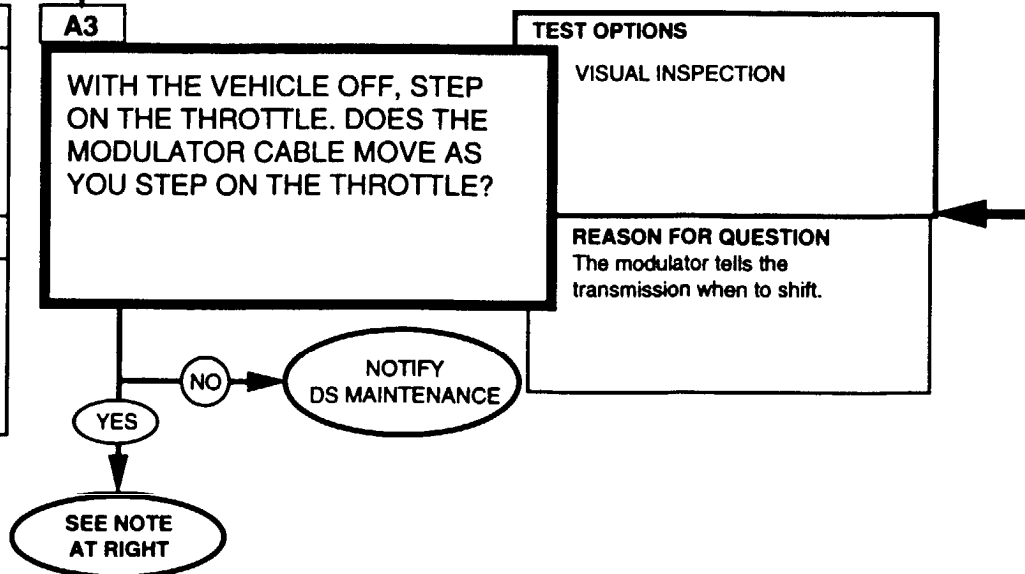 A3
WITH THE VEHICLE OFF, STEP
ON THE THROTTLE. DOES THE
MODULATOR CABLE MOVE AS
YOU STEP ON THE THROTTLE?
TEST OPTIONS
VISUAL INSPECTION
REASON FOR QUESTION
The modulator tells the
transmission when to shift.
NO
NOTIFY
DS MAINTENANCE
YES
SEE NOTE
AT RIGHT